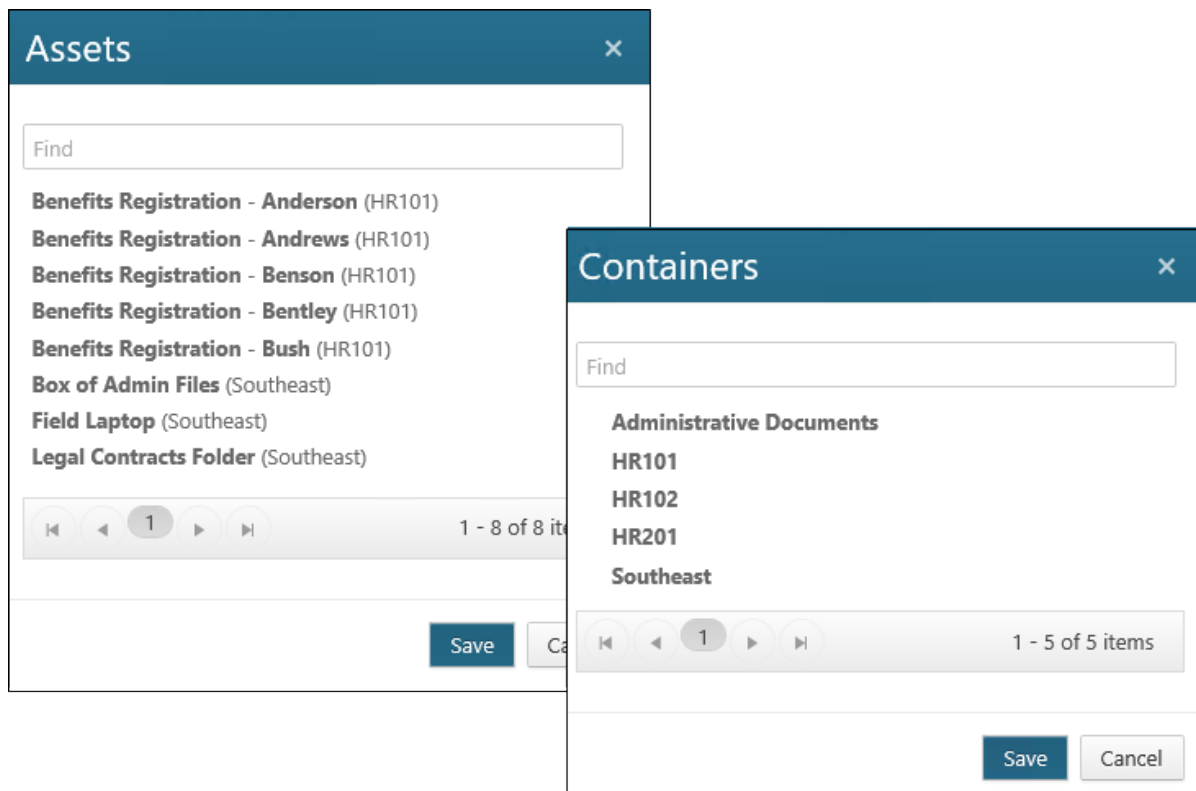 Assets
Find
Benefits Registration - Anderson (HR101)
Benefits Registration - Andrews (HR101)
Benefits Registration - Benson (HR101)
Benefits Registration - Bentley (HR101)
Benefits Registration - Bush (HR101)
Box of Admin Files (Southeast)
Field Laptop (Southeast)
Legal Contracts Folder (Southeast)
1
1 - 8 of 8
Save
Containers
Find
Administrative Documents
HR101
HR102
HR201
Southeast
1
1 - 5 of 5 items
Save
Cancel